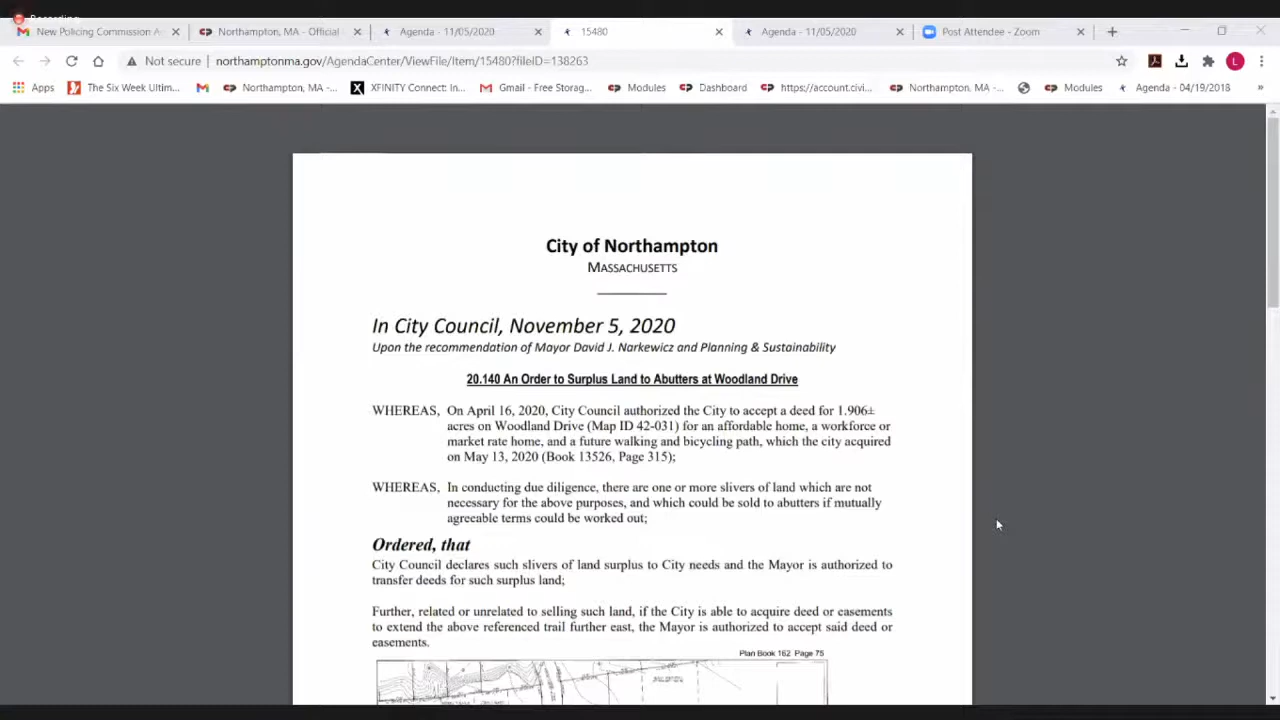 Recording
New Policing Commission A
Northampton, MA - Official
Agenda - 11/05/2020
15480
Agenda - 11/05/2020
Post Attendee - Zoom
Not secure
northamptonma.gov/AgendaCenter/ViewFile/Item/15480?fileID=138263
L
Apps
The Six Week Ultim...
Northampton, MA -...
XFINITY Connect: In...
Gmail - Free Storag...
Modules
Dashboard
https://account.civi...
Northampton, MA -...
Modules
Agenda - 04/19/2018
»
City of Northampton
MASSACHUSETTS
In City Council, November 5, 2020
Upon the recommendation of Mayor David J. Narkewicz and Planning & Sustainability
20.140 An Order to Surplus Land to Abutters at Woodland Drive
WHEREAS, On April 16, 2020, City Council authorized the City to accept a deed for 1.906±
acres on Woodland Drive (Map ID 42-031) for an affordable home, a workforce or
market rate home, and a future walking and bicycling path, which the city acquired
on May 13, 2020 (Book 13526, Page 315);
WHEREAS, In conducting due diligence, there are one or more slivers of land which are not
necessary for the above purposes, and which could be sold to abutters if mutually
agreeable terms could be worked out;
Ordered, that
City Council declares such slivers of land surplus to City needs and the Mayor is authorized to
transfer deeds for such surplus land;
Further, related or unrelated to selling such land, if the City is able to acquire deed or easements
to extend the above referenced trail further east, the Mayor is authorized to accept said deed or
easements.
Plan Book 162 Page 75